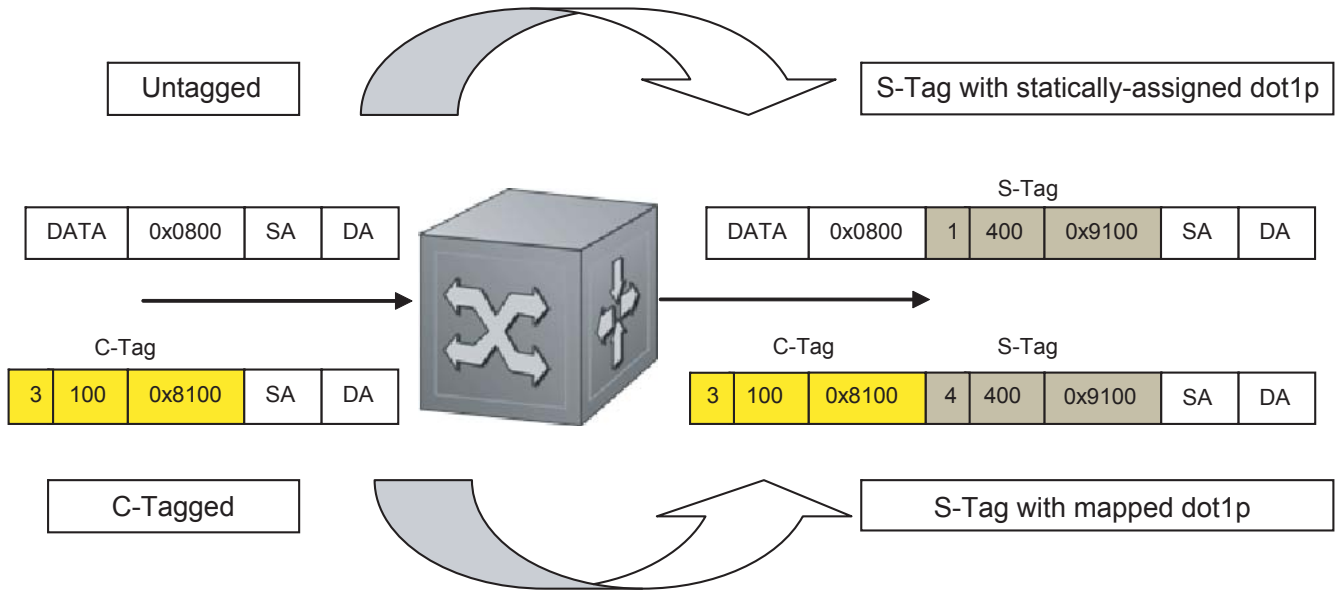 Untagged
S-Tag with statically-assigned dot1p
S-Tag
DATA 0x0800 SA DA
DATA 0x0800 1 400 0x9100 SA DA
C-Tag
C-Tag S-Tag
3 100 0x8100 SA DA
3 100 0x8100 4 400 0x9100 SA DA
C-Tagged
S-Tag with mapped dot1p